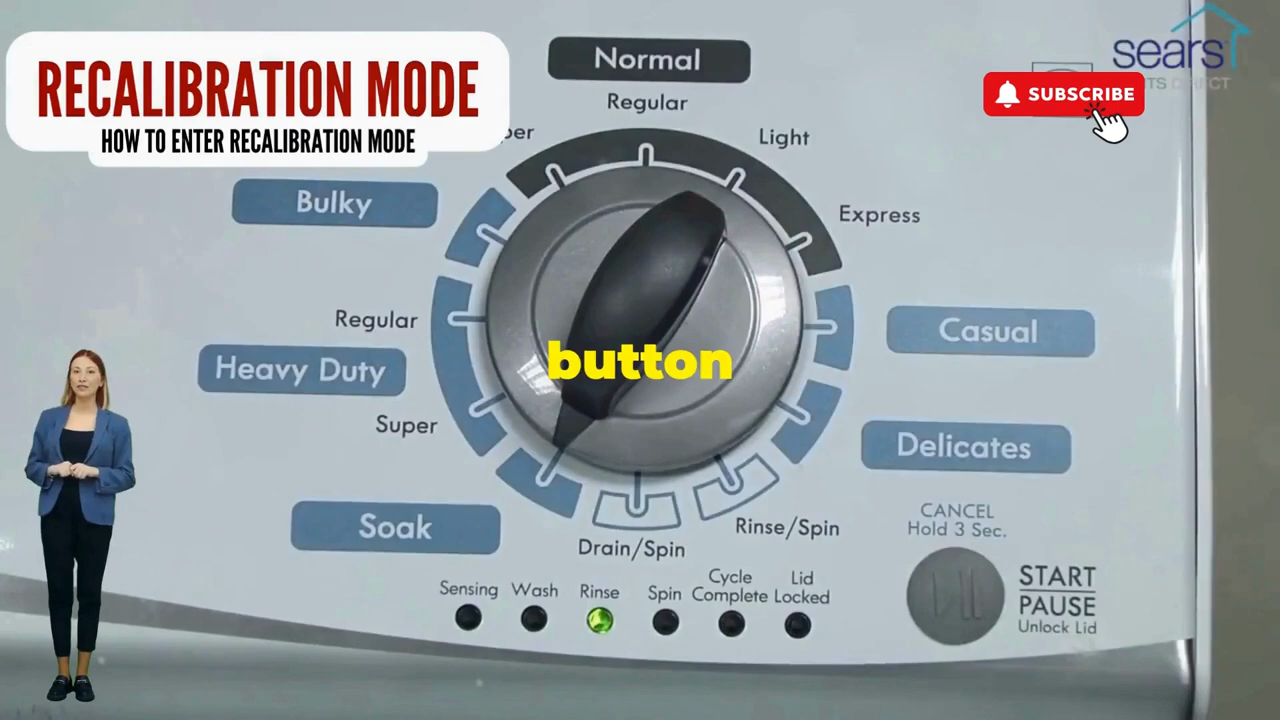 RECALIBRATION MODE
HOW TO ENTER RECALIBRATION MODE
sears
SUBSCRIBE
DIRECT
Normal
Regular
Light
Express
Bulky
Regular
Heavy Duty
Super
Casual
Delicates
button
Soak
Drain/Spin
Rinse/Spin
CANCEL
Hold 3 Sec.
Sensing
Wash
Rinse
Spin
Cycle
Complete
Lid
Locked
START
PAUSE
Unlock Lid